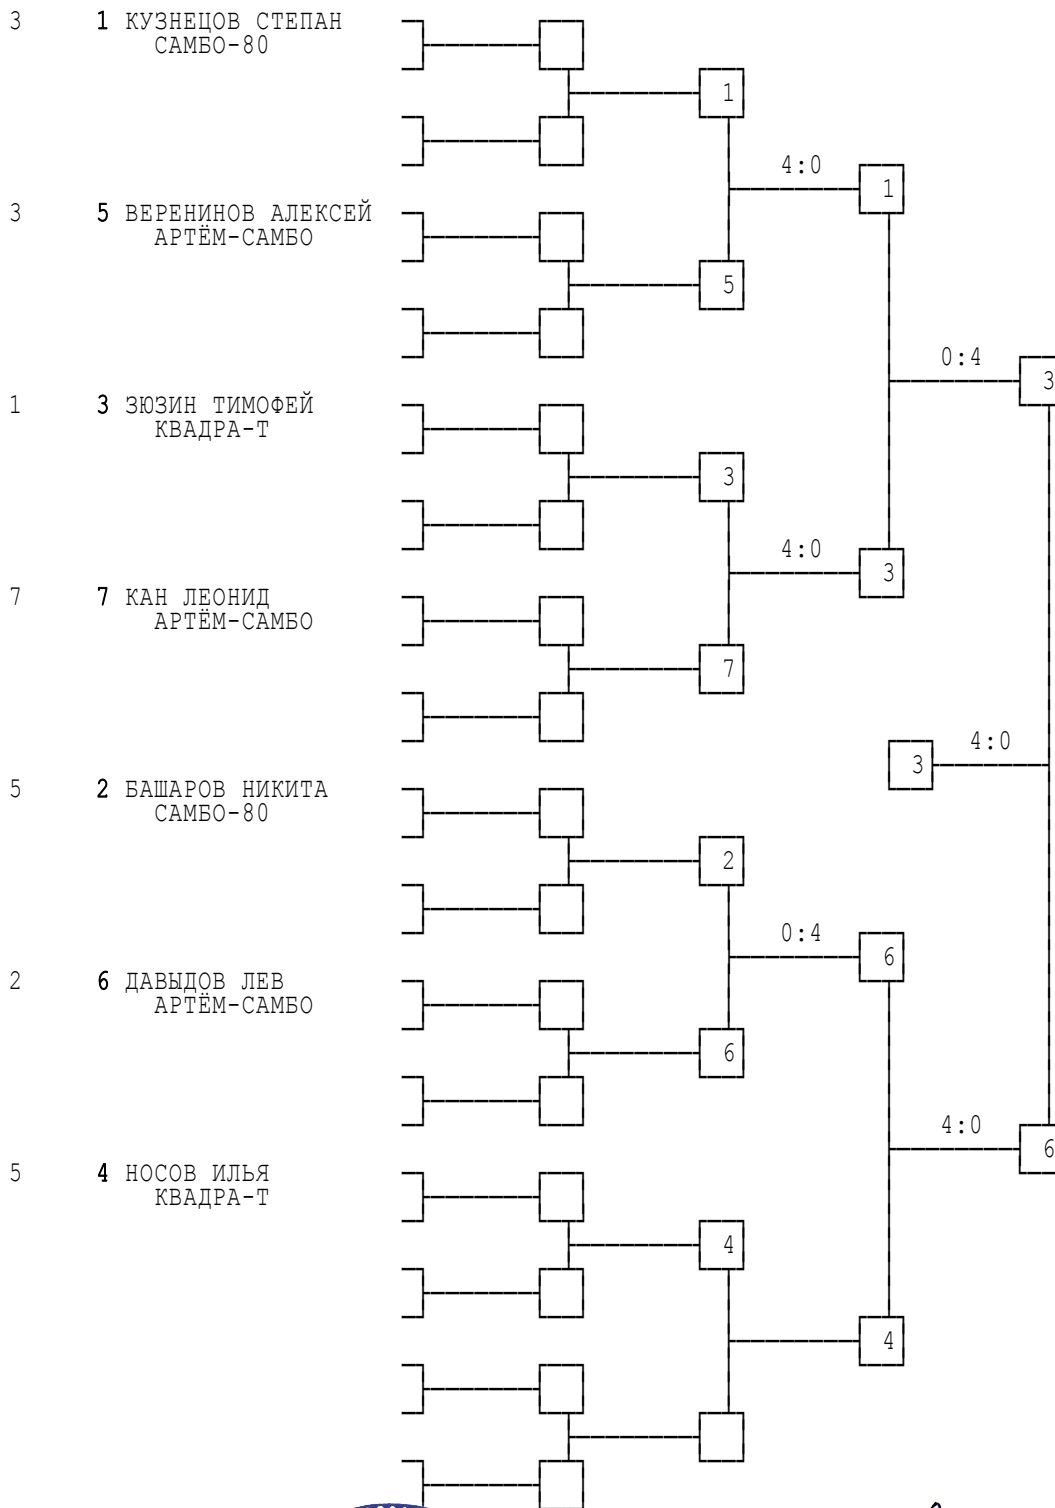 3 1 КУЗНЕЦОВ СТЕПАН
САМБО-80
1
4:0
1
3 5 ВЕРЕНИНОВ АЛЕКСЕЙ
АРТЁМ-САМБО
5
0:4
3
1 3 ЗЮЗИН ТИМОФЕЙ
КВАДРА-Т
3
4:0
3
7 7 КАН ЛЕОНИД
АРТЁМ-САМБО
7
3 4:0
5 2 БАШАРОВ НИКИТА
САМБО-80
2
0:4
6
2 6 ДАВЫДОВ ЛЕВ
АРТЁМ-САМБО
6
4:0
6
5 4 НОСОВ ИЛЬЯ
КВАДРА-Т
4
4